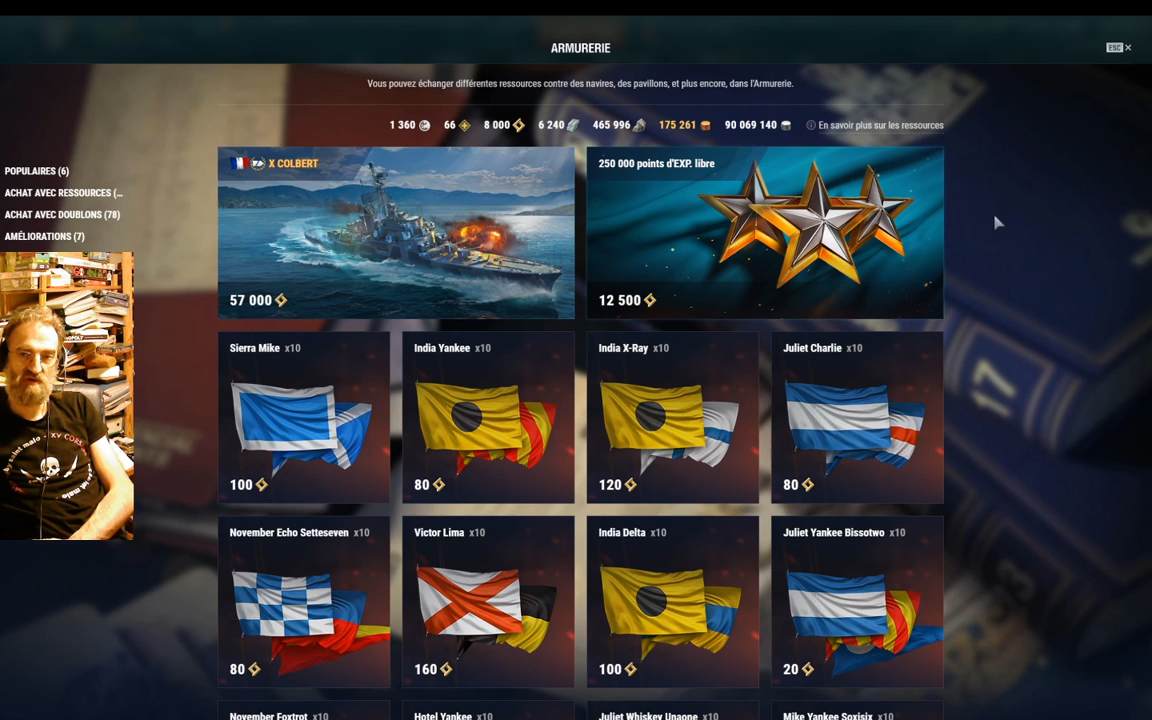 ARMURERIE
ESC ×
Vous pouvez échanger différentes ressources contre des navires, des pavillons, et plus encore, dans l'Armurerie.
1 360 66 8 000 6 240 465 996 175 261 90 069 140 En savoir plus sur les ressources
POPULAIRES (6)
ACHAT AVEC RESSOURCES (...
ACHAT AVEC DOUBLONS (78)
AMÉLIORATIONS (7)
X COLBERT
57 000
250 000 points d'EXP. libre
12 500
Sierra Mike x10
100
India Yankee x10
80
India X-Ray x10
120
Juliet Charlie x10
80
November Echo Setteseven x10
80
Victor Lima x10
160
India Delta x10
100
Juliet Yankee Bissotwo x10
20
November Foxtrot x10
Hotel Yankee x10
Juliet Whiskey Unaone x10
Mike Yankee Soxisix x10
17